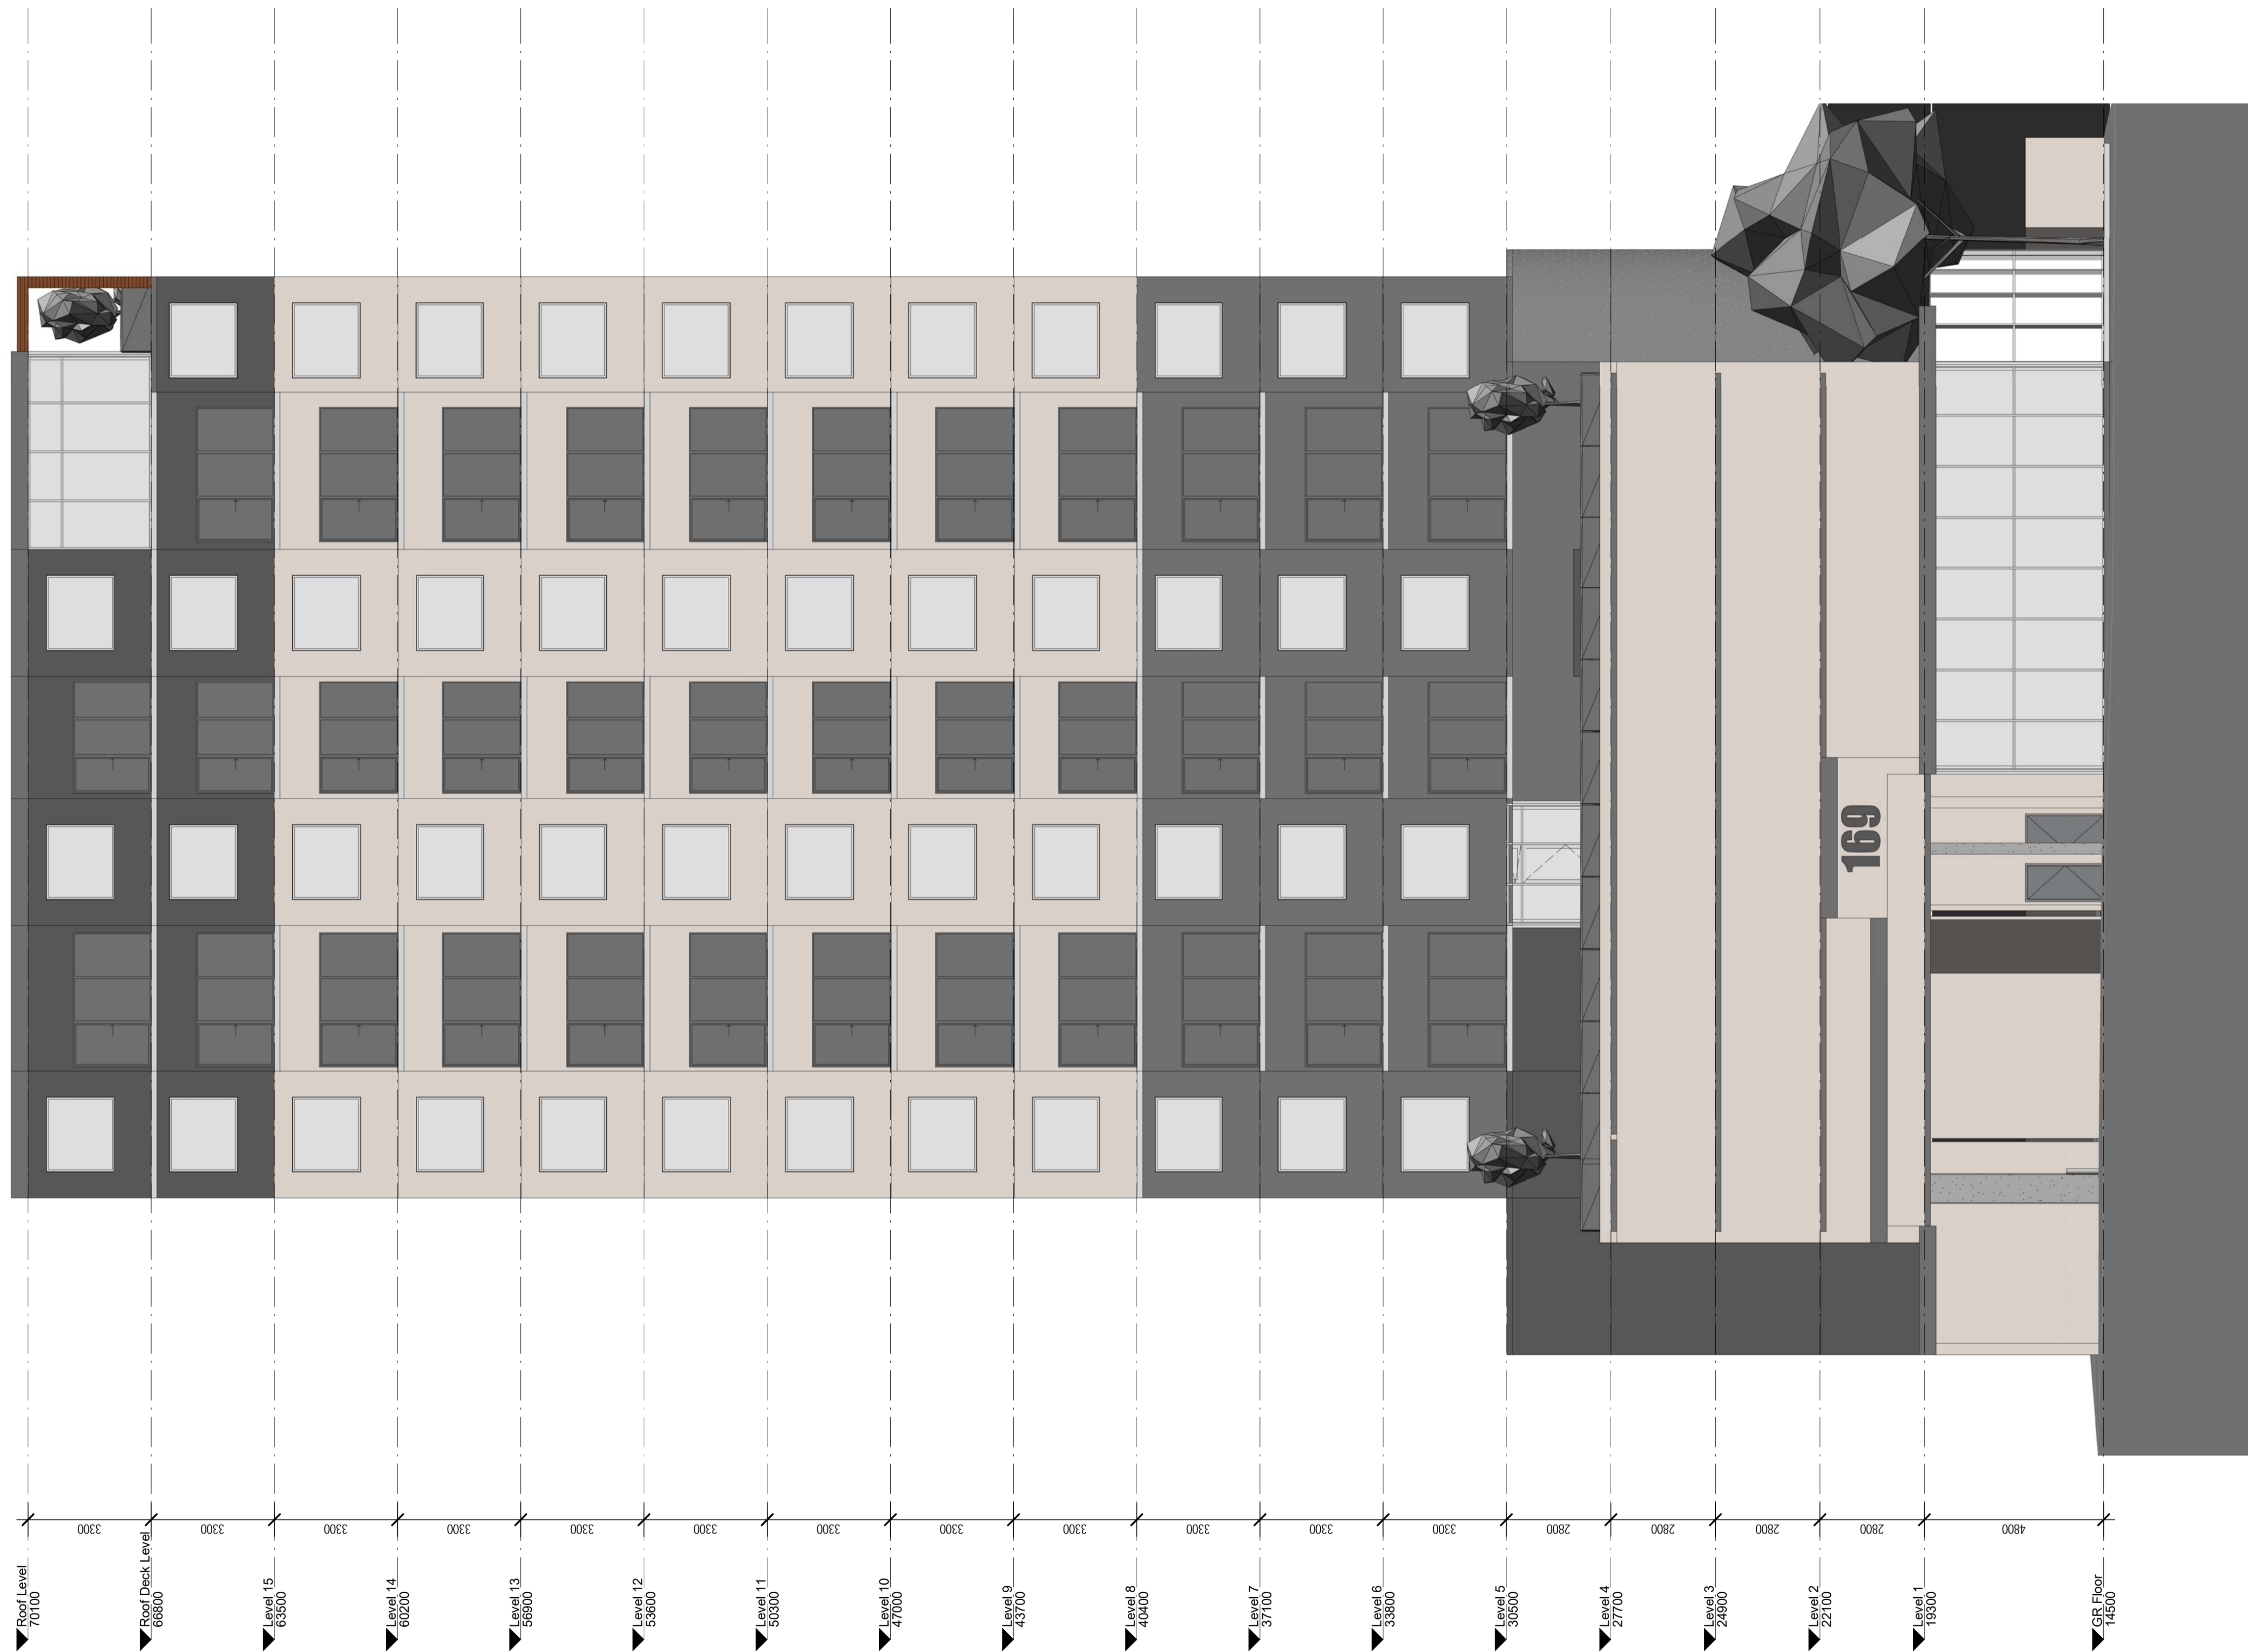 Roof Level
70100
Roof Deck Level
66800
Level 15
63500
Level 14
60200
Level 13
56900
Level 12
53600
Level 11
50300
Level 10
47000
Level 9
43700
Level 8
40400
Level 7
37100
Level 6
33800
Level 5
30500
Level 4
27700
Level 3
24900
Level 2
22100
Level 1
19300
GR Floor
14500
3300
3300
3300
3300
3300
3300
3300
3300
3300
3300
3300
3300
2800
2800
2800
2800
4800
169